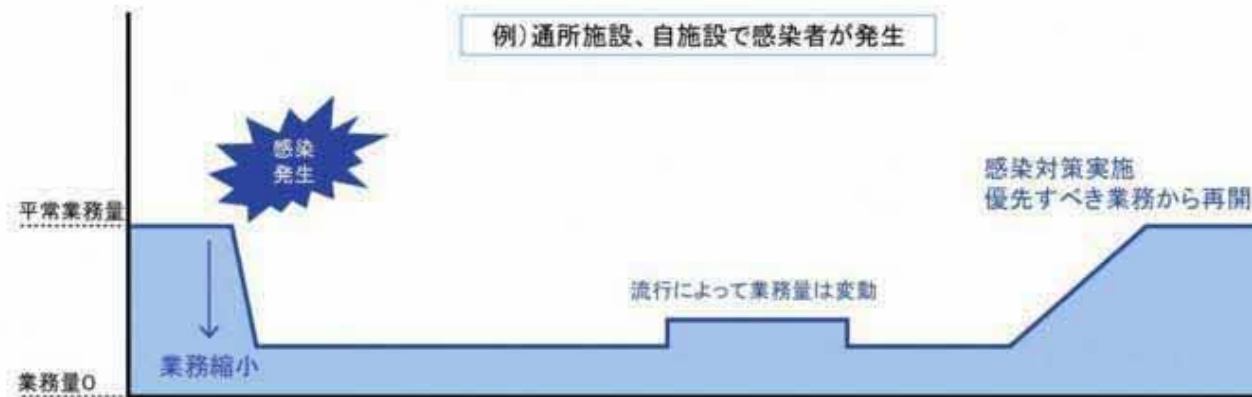 例）通所施設、自施設で感染者が発生
感染
発生
感染対策実施
優先すべき業務から再開
平常業務量
流行によって業務量は変動
業務縮小
業務量0